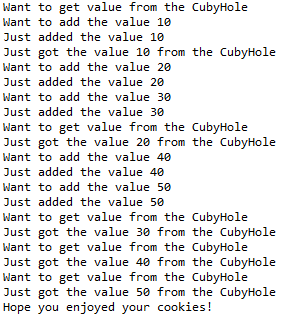 Want to get value from the CubyHole
Want to add the value 10
Just added the value 10
Just got the value 10 from the CubyHole
Want to add the value 20
Just added the value 20
Want to add the value 30
Just added the value 30
Want to get value from the CubyHole
Just got the value 20 from the CubyHole
Want to add the value 40
Just added the value 40
Want to add the value 50
Just added the value 50
Want to get value from the CubyHole
Just got the value 30 from the CubyHole
Want to get value from the CubyHole
Just got the value 40 from the CubyHole
Want to get value from the CubyHole
Just got the value 50 from the CubyHole
Hope you enjoyed your cookies!